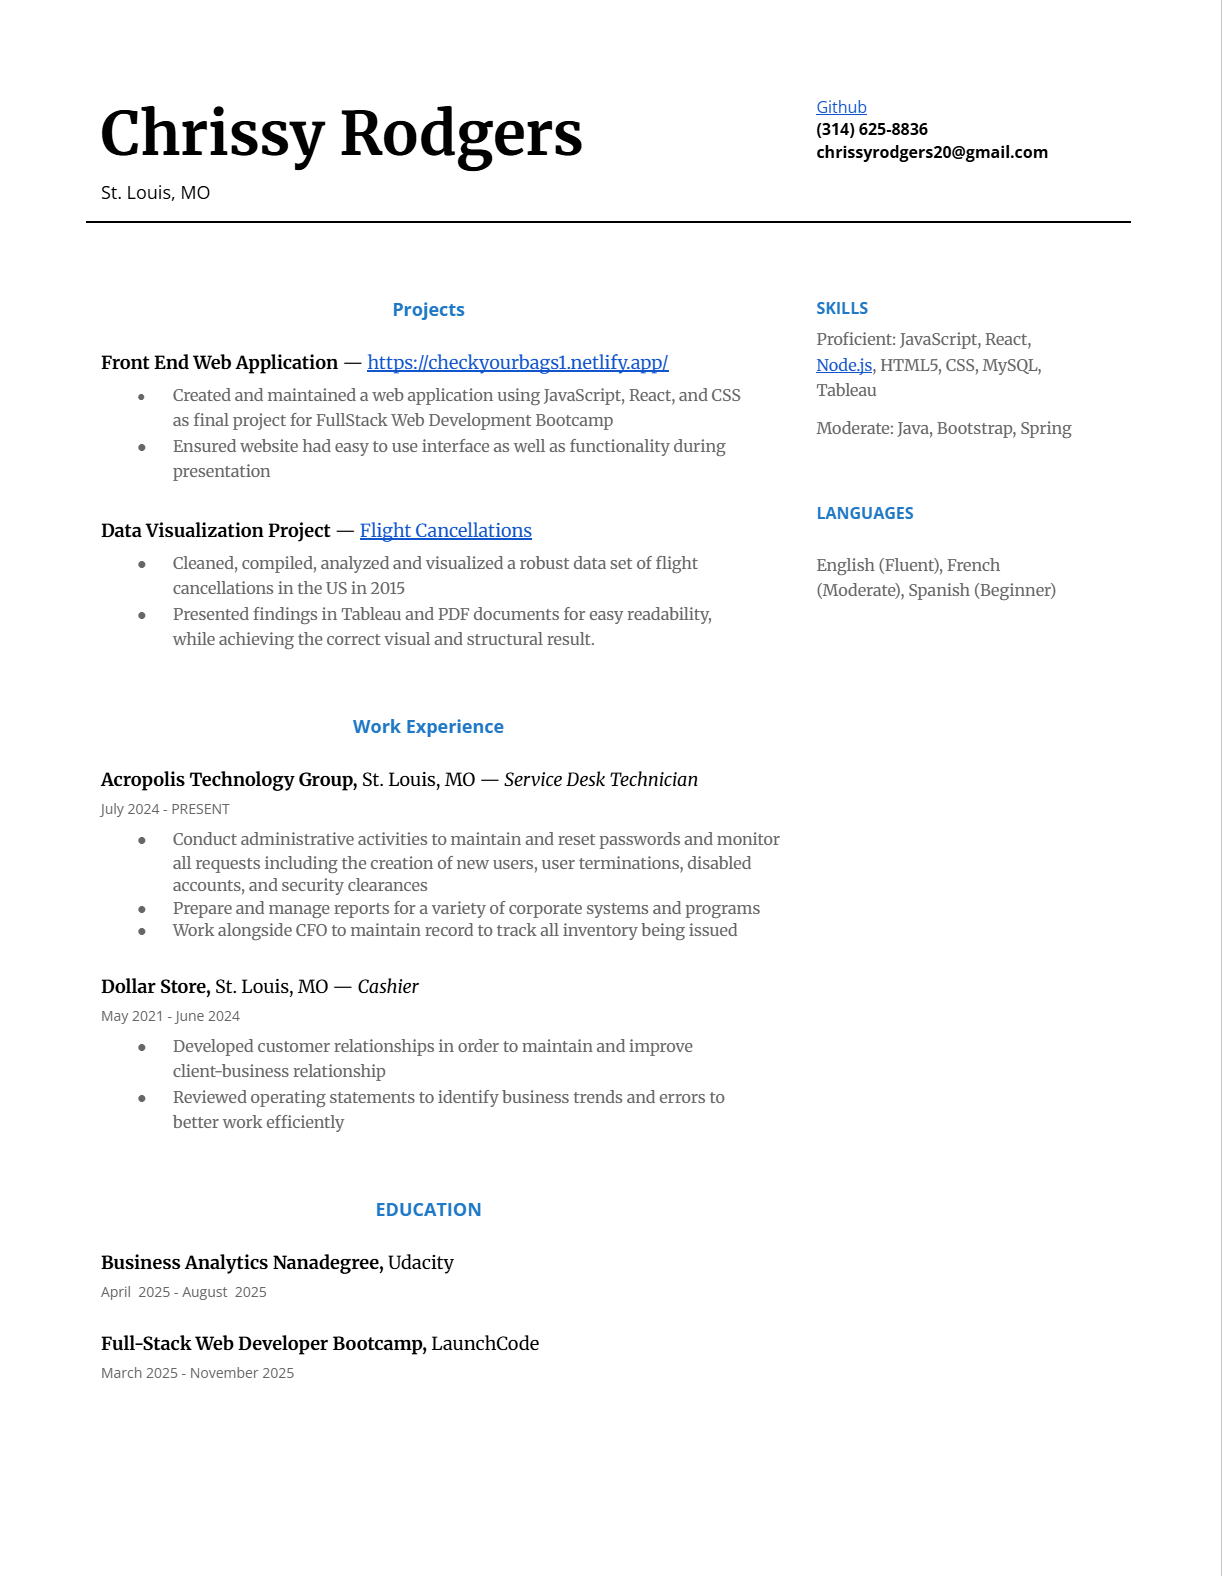 Chrissy Rodgers
St. Louis, MO
Github
(314) 625-8836
chrissyrodgers20@gmail.com
Projects
Front End Web Application — https://checkyourbags1.netlify.app/
● Created and maintained a web application using JavaScript, React, and CSS
as final project for FullStack Web Development Bootcamp
● Ensured website had easy to use interface as well as functionality during
presentation
Data Visualization Project — Flight Cancellations
● Cleaned, compiled, analyzed and visualized a robust data set of flight
cancellations in the US in 2015
● Presented findings in Tableau and PDF documents for easy readability,
while achieving the correct visual and structural result.
Work Experience
Acropolis Technology Group, St. Louis, MO — Service Desk Technician
July 2024 - PRESENT
● Conduct administrative activities to maintain and reset passwords and monitor
all requests including the creation of new users, user terminations, disabled
accounts, and security clearances
● Prepare and manage reports for a variety of corporate systems and programs
● Work alongside CFO to maintain record to track all inventory being issued
Dollar Store, St. Louis, MO — Cashier
May 2021 - June 2024
● Developed customer relationships in order to maintain and improve
client-business relationship
● Reviewed operating statements to identify business trends and errors to
better work efficiently
EDUCATION
Business Analytics Nanadegree, Udacity
April 2025 - August 2025
Full-Stack Web Developer Bootcamp, LaunchCode
March 2025 - November 2025
SKILLS
Proficient: JavaScript, React,
Node.js, HTML5, CSS, MySQL,
Tableau
Moderate: Java, Bootstrap, Spring
LANGUAGES
English (Fluent), French
(Moderate), Spanish (Beginner)